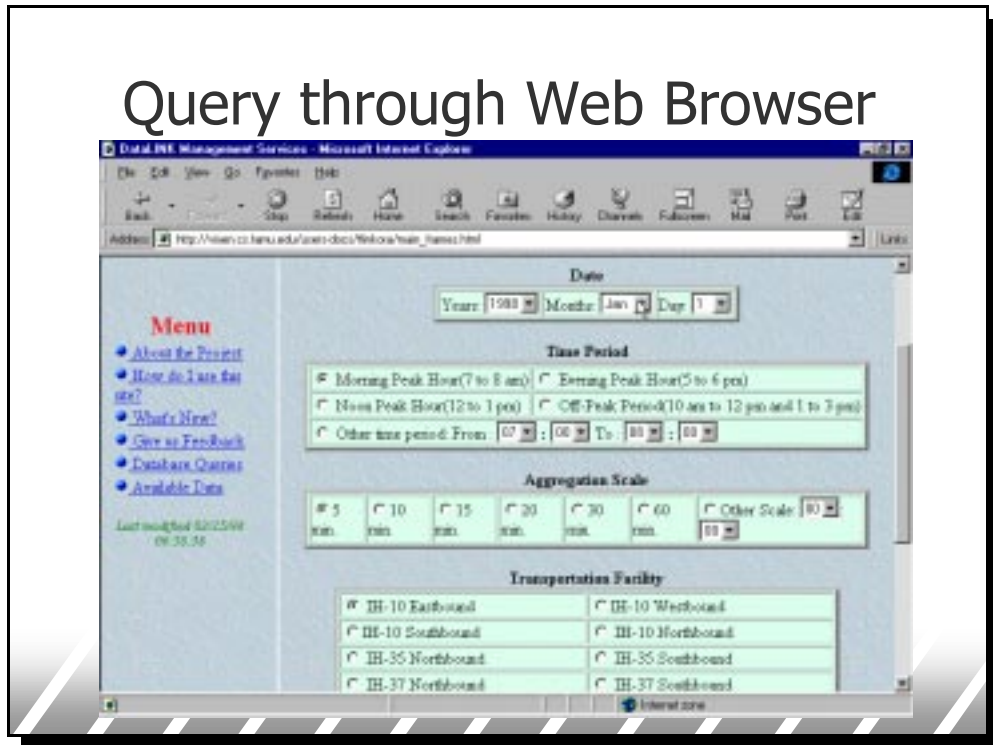 Query through Web Browser
DataLINK Management Services - Microsoft Internet Explorer
File Edit View Go Favorites Help
Back Forward Stop Refresh Home Search Favorites History Channels Fullscreen Mail Print Edit
Address Links
Date
Years: 1980 Months: Jan Day: 1
Menu
About the Project
How do I use this site?
What's New?
Give us Feedback
Database Queries
Available Data
Last modified
Time Period
Morning Peak Hour(7 to 8 am) Evening Peak Hour(5 to 6 pm)
Noon Peak Hour(12 to 1 pm) Off-Peak Period(10 am to 12 pm and 1 to 3 pm)
Other time period: From: 07 : 00 To : 08 : 00
Aggregation Scale
5 min. 10 min. 15 min. 20 min. 30 min. 60 min. Other Scale: 00 : 00
Transportation Facility
IH-10 Eastbound IH-10 Westbound
IH-10 Southbound IH-10 Northbound
IH-35 Northbound IH-35 Southbound
IH-37 Northbound IH-37 Southbound
Internet zone